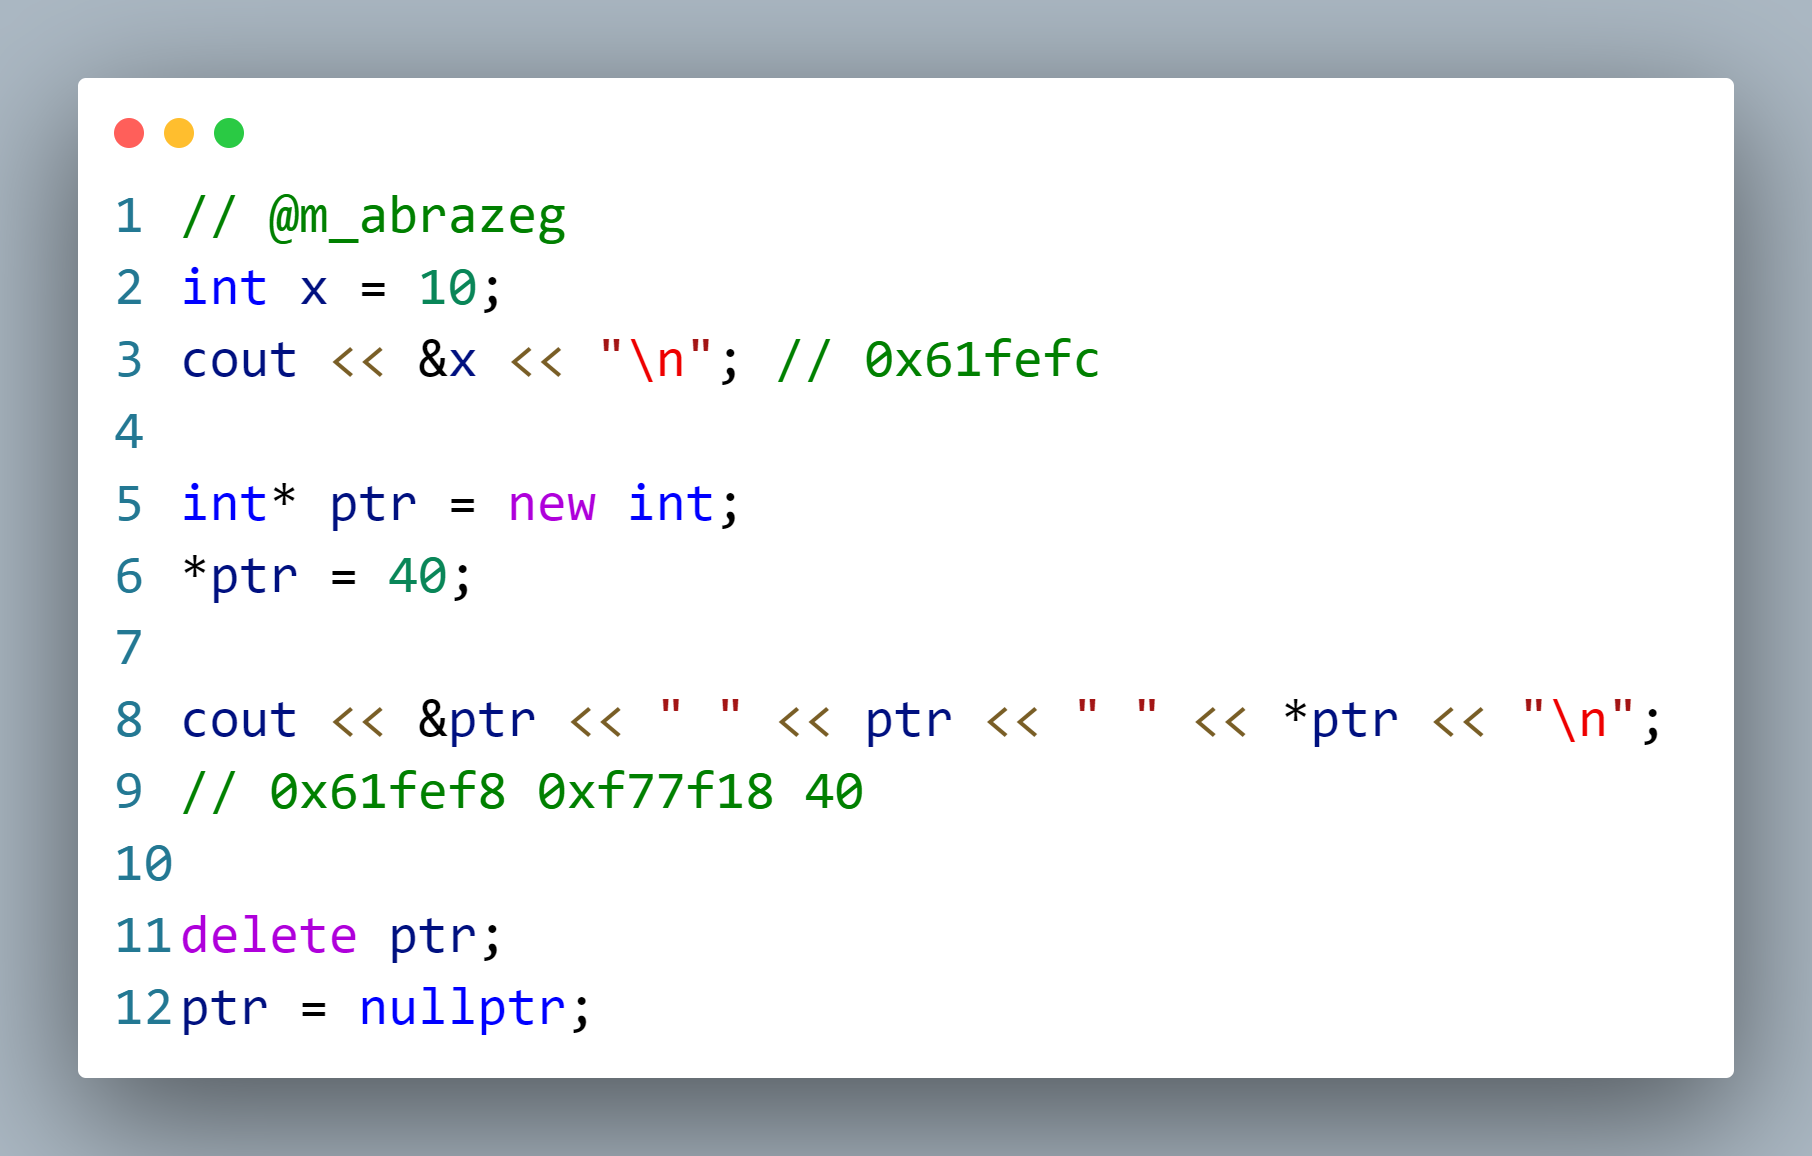 1 // @m_abrazeg
2 int x = 10;
3 cout << &x << "\n"; // 0x61fefc
4
5 int* ptr = new int;
6 *ptr = 40;
7
8 cout << &ptr << " " << ptr << " " << *ptr << "\n";
9 // 0x61fef8 0xf77f18 40
10
11 delete ptr;
12 ptr = nullptr;